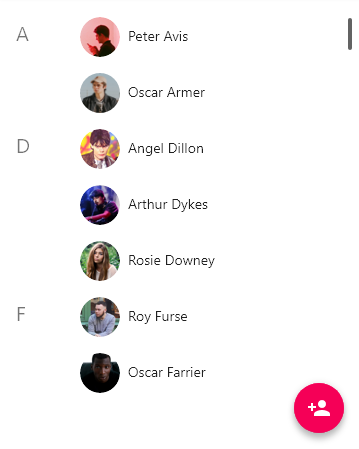 A
Peter Avis
Oscar Armer
D
Angel Dillon
Arthur Dykes
Rosie Downey
F
Roy Furse
Oscar Farrier